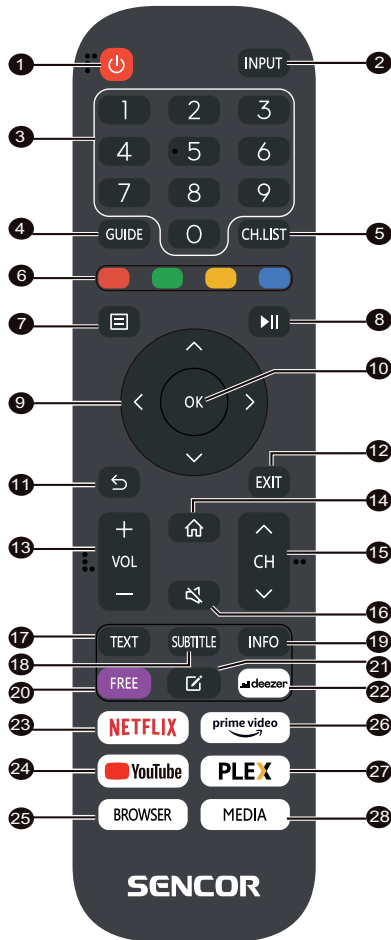 1 INPUT 2
1 2 3
3
4 5 6
7 8 9
4 GUIDE 0 CH.LIST 5
6
7 8
9 OK 10
11 EXIT 12
13 + VOL − 14 CH 15
16
17 TEXT SUBTITLE INFO 19
18 21
20 FREE deezer 22
23 NETFLIX prime video 26
24 YouTube PLEX 27
25 BROWSER MEDIA 28
SENCOR